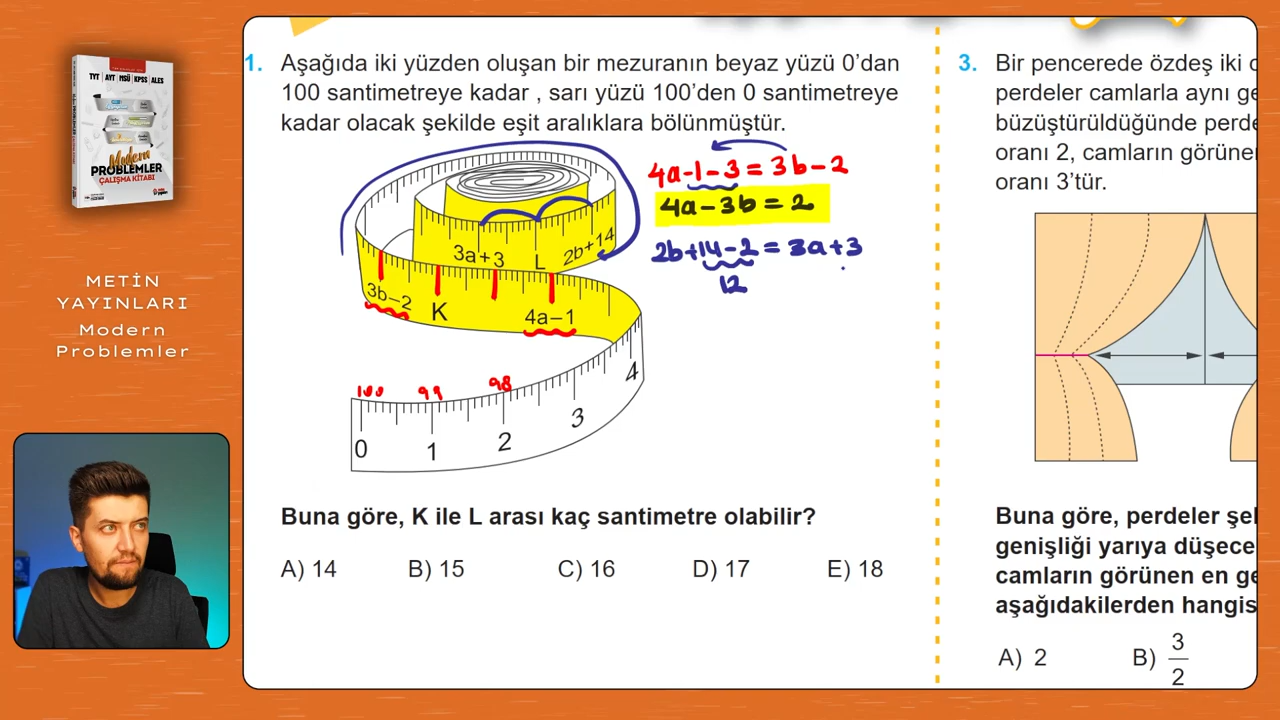 TYT | AYT | MSÜ | KPSS | ALES
Modern
PROBLEMLER
ÇALIŞMA KİTABI
METİN
YAYINLARI
Modern
Problemler
1. Aşağıda iki yüzden oluşan bir mezuranın beyaz yüzü 0'dan
100 santimetreye kadar , sarı yüzü 100'den 0 santimetreye
kadar olacak şekilde eşit aralıklara bölünmüştür.
4a-1-3=3b-2
4a-3b=2
2b+14-2=3a+3
12
3a+3 L 2b+14
3b-2 K 4a-1
100 99 98
0 1 2 3 4
Buna göre, K ile L arası kaç santimetre olabilir?
A) 14 B) 15 C) 16 D) 17 E) 18
3. Bir pencerede özdeş iki
perdeler camlarla aynı ge
büzüştürüldüğünde perde
oranı 2, camların görüne
oranı 3'tür.
Buna göre, perdeler şe
genişliği yarıya düşece
camların görünen en ge
aşağıdakilerden hangis
A) 2 B) 3/2